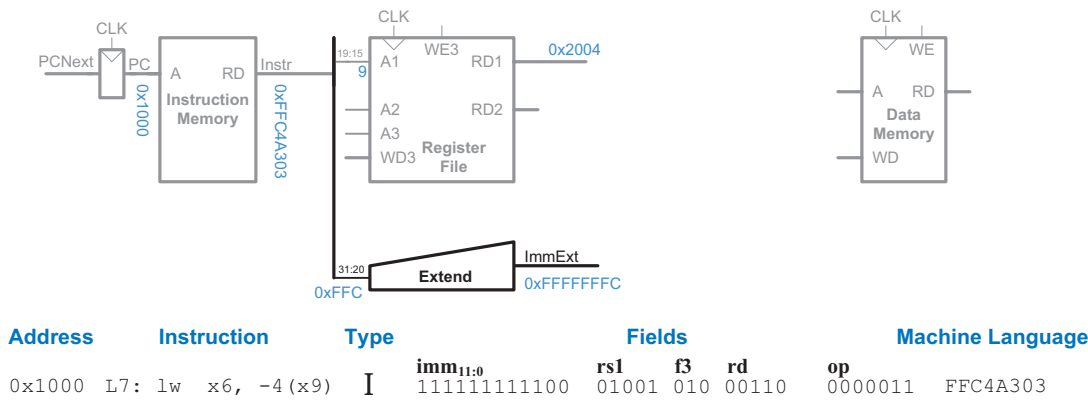 CLK CLK CLK
PCNext PC A RD Instr 19:15 A1 WE3 RD1 0x2004 WE
9
0x1000 Instruction Memory 0xFFC4A303 A2 RD2 A RD
A3 Data Memory
WD3 Register File WD
31:20 Extend ImmExt
0xFFC 0xFFFFFFFC
Address Instruction Type Fields Machine Language
imm11:0 rs1 f3 rd op
0x1000 L7: lw x6, -4(x9) I 111111111100 01001 010 00110 0000011 FFC4A303